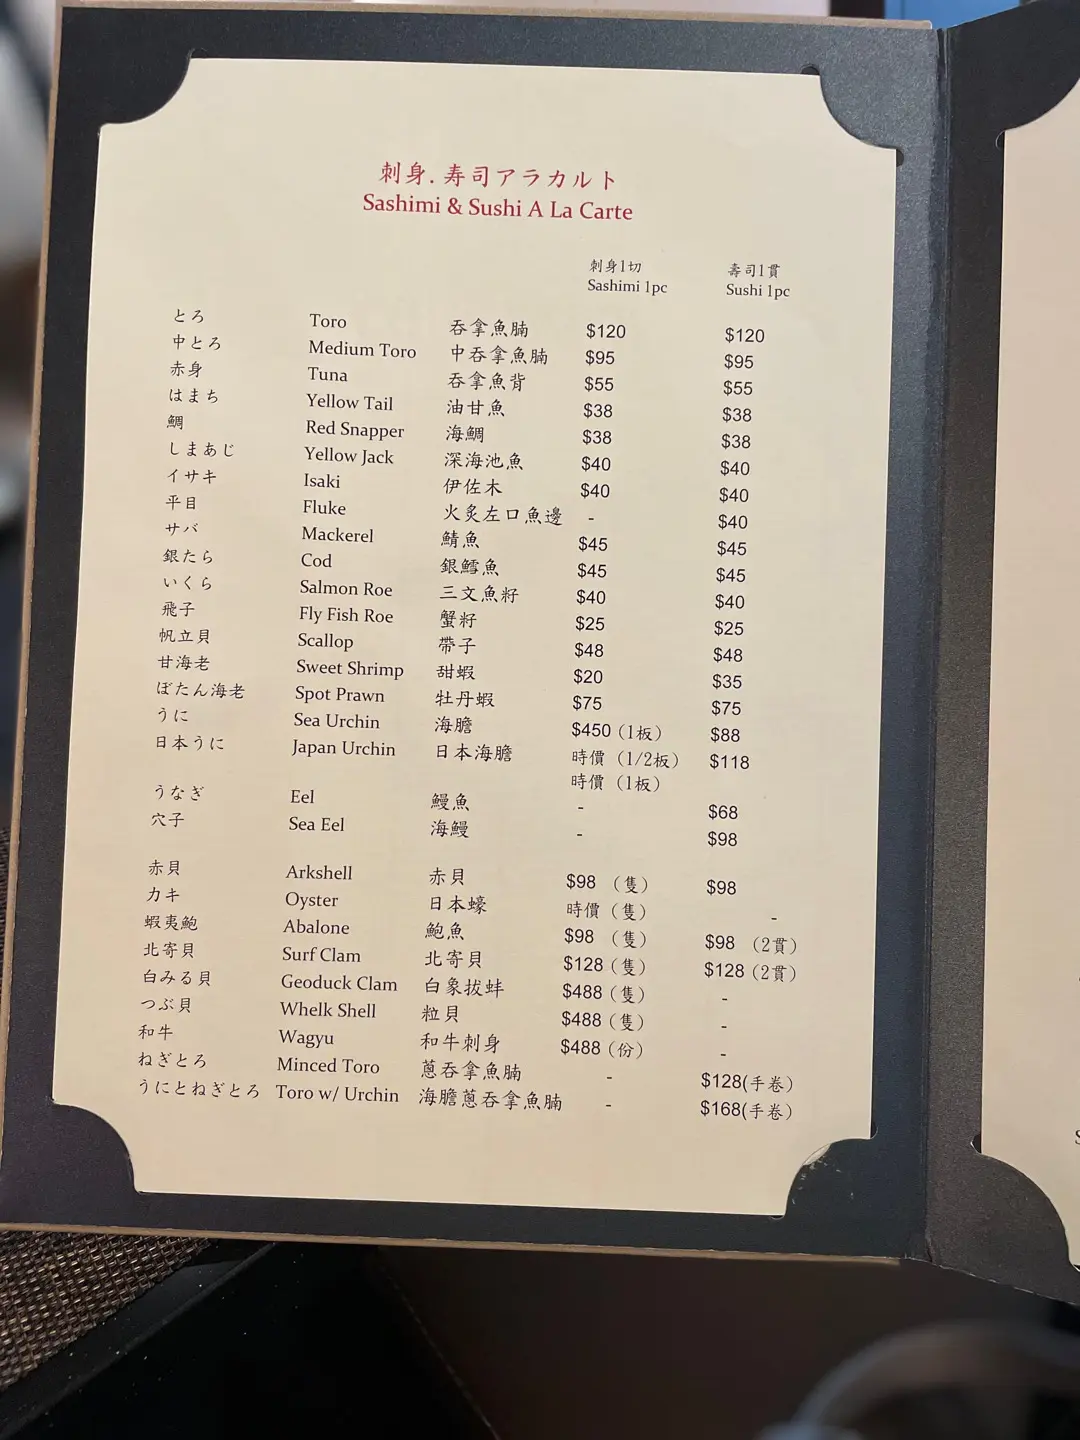 刺身.寿司アラカルト
Sashimi & Sushi A La Carte
刺身1切 壽司1貫
Sashimi 1pc Sushi 1pc
とろ Toro 吞拿魚腩 $120 $120
中とろ Medium Toro 中吞拿魚腩 $95 $95
赤身 Tuna 吞拿魚背 $55 $55
はまち Yellow Tail 油甘魚 $38 $38
鯛 Red Snapper 海鯛 $38 $38
しまあじ Yellow Jack 深海池魚 $40 $40
イサキ Isaki 伊佐木 $40 $40
平目 Fluke 火炙左口魚邊 - $40
サバ Mackerel 鯖魚 $45 $45
銀たら Cod 銀鱈魚 $45 $45
いくら Salmon Roe 三文魚籽 $40 $40
飛子 Fly Fish Roe 蟹籽 $25 $25
帆立貝 Scallop 帶子 $48 $48
甘海老 Sweet Shrimp 甜蝦 $20 $35
ぼたん海老 Spot Prawn 牡丹蝦 $75 $75
うに Sea Urchin 海膽 $450 (1板) $88
日本うに Japan Urchin 日本海膽 時價 (1/2板) $118
時價 (1板)
うなぎ Eel 鰻魚 - $68
穴子 Sea Eel 海鰻 - $98
赤貝 Arkshell 赤貝 $98 (隻) $98
カキ Oyster 日本蠔 時價 (隻) -
蝦夷鮑 Abalone 鮑魚 $98 (隻) $98 (2貫)
北寄貝 Surf Clam 北寄貝 $128 (隻) $128 (2貫)
白みる貝 Geoduck Clam 白象拔蚌 $488 (隻) -
つぶ貝 Whelk Shell 粒貝 $488 (隻) -
和牛 Wagyu 和牛刺身 $488 (份) -
ねぎとろ Minced Toro 蔥吞拿魚腩 - $128(手卷)
うにとねぎとろ Toro w/ Urchin 海膽蔥吞拿魚腩 - $168(手卷)